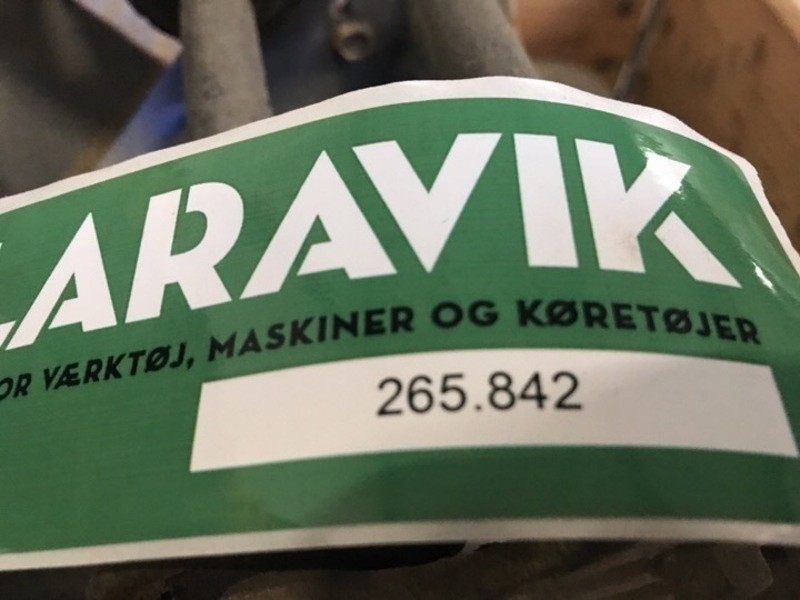 LARAVIK
OR VÆRKTØJ, MASKINER OG KØRETØJER
265.842